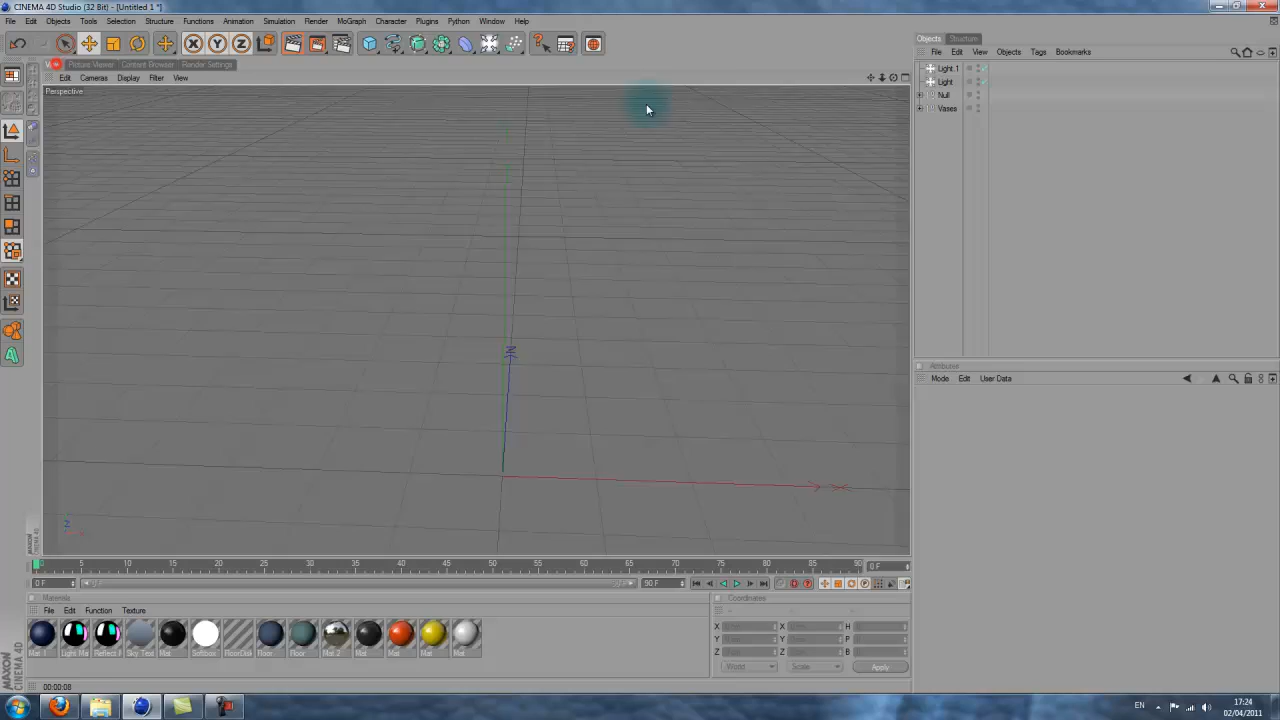 CINEMA 4D Studio (32 Bit) - [Untitled 1 *]
File Edit Objects Tools Selection Structure Functions Animation Simulation Render MoGraph Character Plugins Python Window Help
Picture Viewer Content Browser Render Settings
Edit Cameras Display Filter View
Perspective
Objects Structure
File Edit View Objects Tags Bookmarks
Light.1
Light
Null
Vases
Attributes
Mode Edit User Data
0 5 10 15 20 25 30 35 40 45 50 55 60 65 70 75 80 85 90
0 F
0 F
90 F
Materials
File Edit Function Texture
Mat 1 Light Ma Reflect Mat Softbox FloorDisk Floor Floor Mat 2 Mat Mat Mat Mat
Coordinates
X X H
Y Y P
Z Z B
World Scale Apply
MAXON CINEMA 4D
00:00:08
EN
17:24
02/04/2011